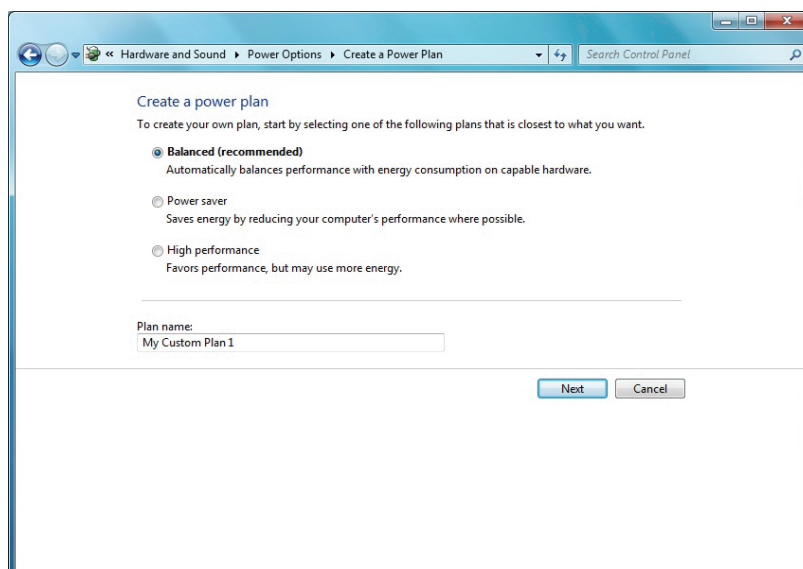 « Hardware and Sound ▸ Power Options ▸ Create a Power Plan
Search Control Panel
Create a power plan
To create your own plan, start by selecting one of the following plans that is closest to what you want.
Balanced (recommended)
Automatically balances performance with energy consumption on capable hardware.
Power saver
Saves energy by reducing your computer's performance where possible.
High performance
Favors performance, but may use more energy.
Plan name:
My Custom Plan 1
Next
Cancel